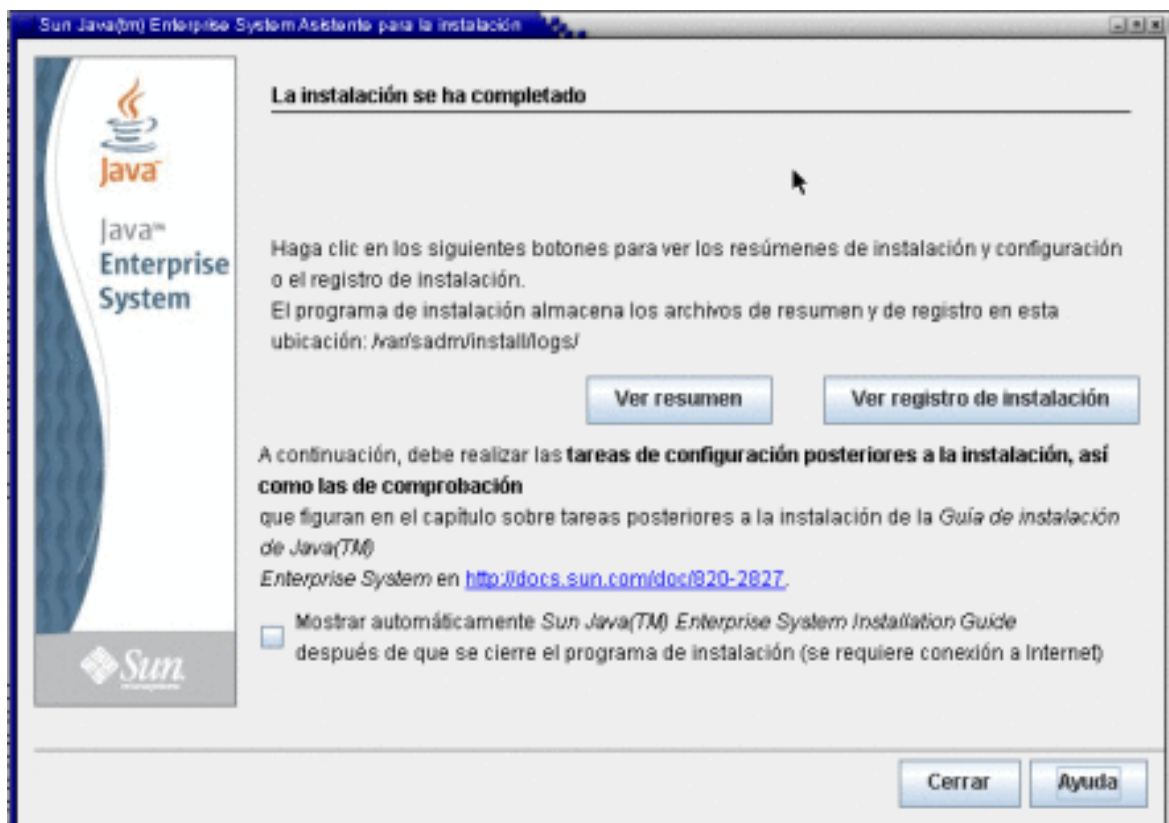 Sun Java(tm) Enterprise System Asistente para la instalación
La instalación se ha completado
Java
Java™
Enterprise
System
Haga clic en los siguientes botones para ver los resúmenes de instalación y configuración
o el registro de instalación.
El programa de instalación almacena los archivos de resumen y de registro en esta
ubicación: /var/sadm/install/logs/
Ver resumen
Ver registro de instalación
A continuación, debe realizar las tareas de configuración posteriores a la instalación, así
como las de comprobación
que figuran en el capítulo sobre tareas posteriores a la instalación de la Guía de instalación
de Java(TM)
Enterprise System en http://docs.sun.com/doc/820-2827.
Mostrar automáticamente Sun Java(TM) Enterprise System Installation Guide
después de que se cierre el programa de instalación (se requiere conexión a Internet)
Sun
microsystems
Cerrar
Ayuda